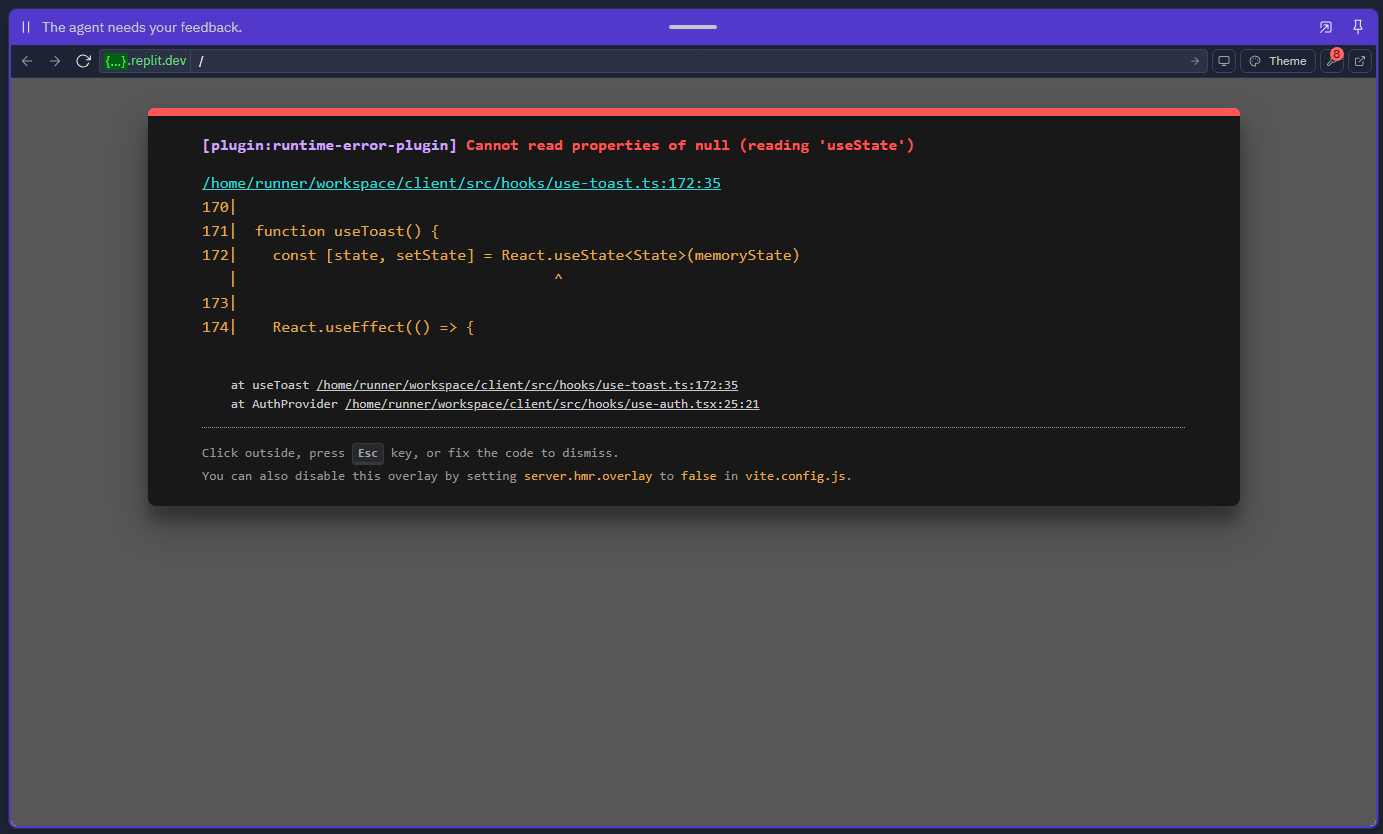 The agent needs your feedback.
{...}.replit.dev /
Theme
8
[plugin:runtime-error-plugin] Cannot read properties of null (reading 'useState')
/home/runner/workspace/client/src/hooks/use-toast.ts:172:35
170|
171|  function useToast() {
172|    const [state, setState] = React.useState<State>(memoryState)
   |                                    ^
173|
174|    React.useEffect(() => {
at useToast /home/runner/workspace/client/src/hooks/use-toast.ts:172:35
at AuthProvider /home/runner/workspace/client/src/hooks/use-auth.tsx:25:21
Click outside, press Esc key, or fix the code to dismiss.
You can also disable this overlay by setting server.hmr.overlay to false in vite.config.js.